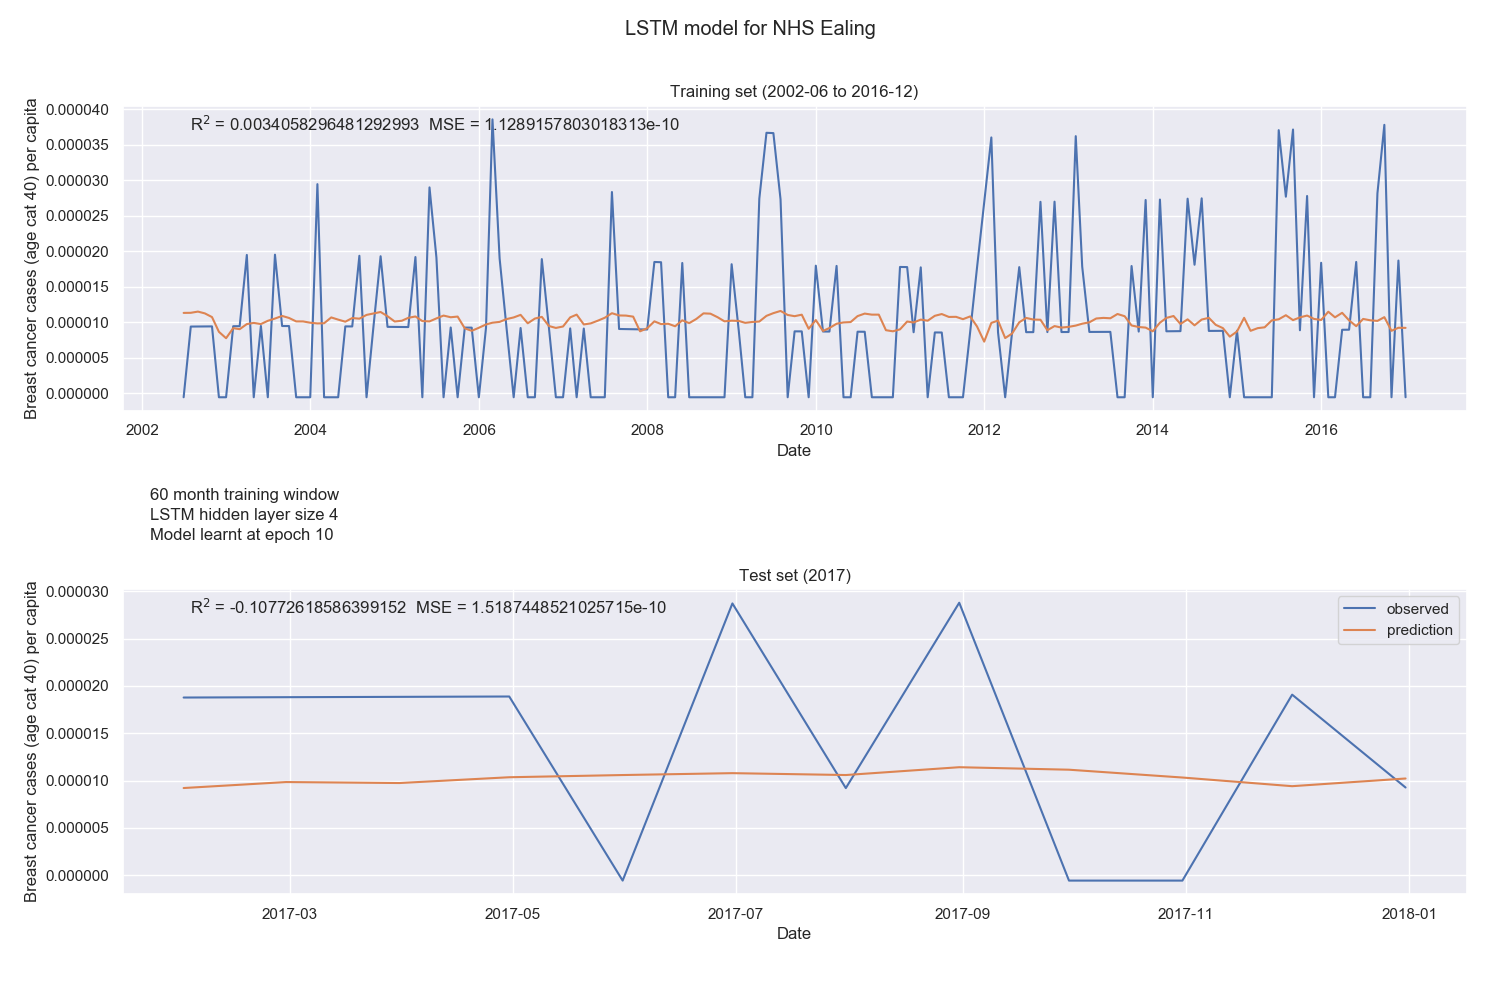 LSTM model for NHS Ealing
Training set (2002-06 to 2016-12)
R² = 0.0034058296481292993 MSE = 1.1289157803018313e-10
Breast cancer cases (age cat 40) per capita
0.000040
0.000035
0.000030
0.000025
0.000020
0.000015
0.000010
0.000005
0.000000
2002 2004 2006 2008 2010 2012 2014 2016
Date
60 month training window
LSTM hidden layer size 4
Model learnt at epoch 10
Test set (2017)
R² = -0.10772618586399152 MSE = 1.5187448521025715e-10
observed
prediction
Breast cancer cases (age cat 40) per capita
0.000030
0.000025
0.000020
0.000015
0.000010
0.000005
0.000000
2017-03 2017-05 2017-07 2017-09 2017-11 2018-01
Date